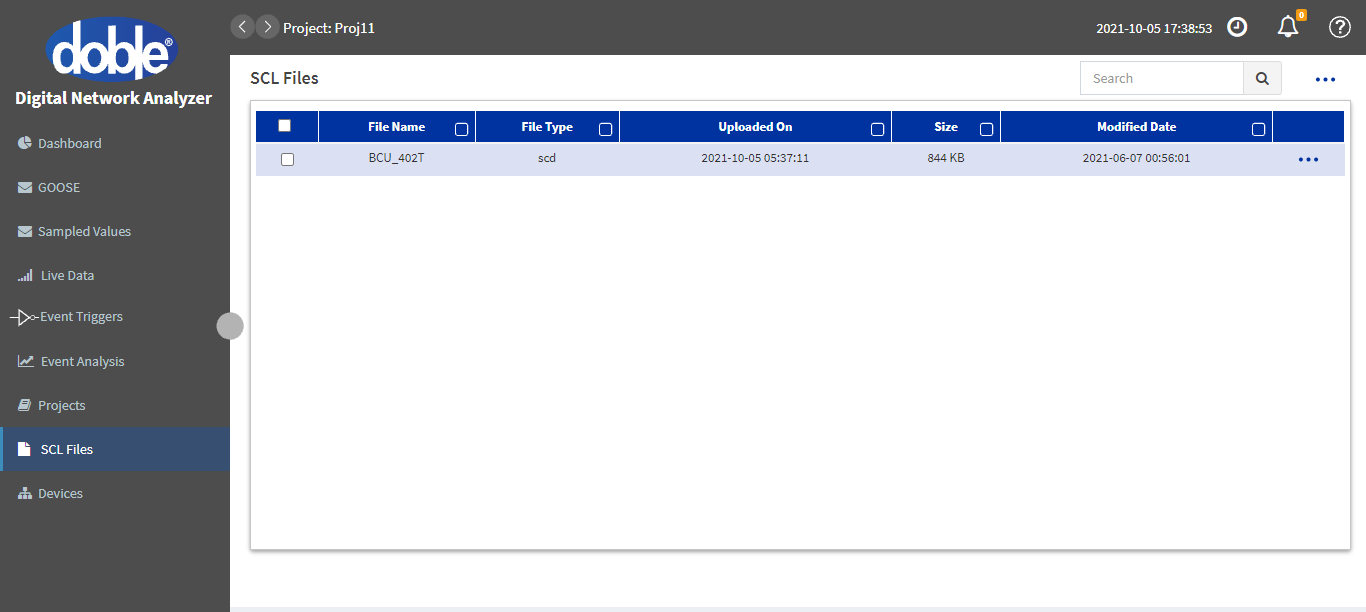 doble®
Digital Network Analyzer
Dashboard
GOOSE
Sampled Values
Live Data
Event Triggers
Event Analysis
Projects
SCL Files
Devices
Project: Proj11
2021-10-05 17:38:53
0
?
SCL Files
Search
File Name File Type Uploaded On Size Modified Date
BCU_402T scd 2021-10-05 05:37:11 844 KB 2021-06-07 00:56:01